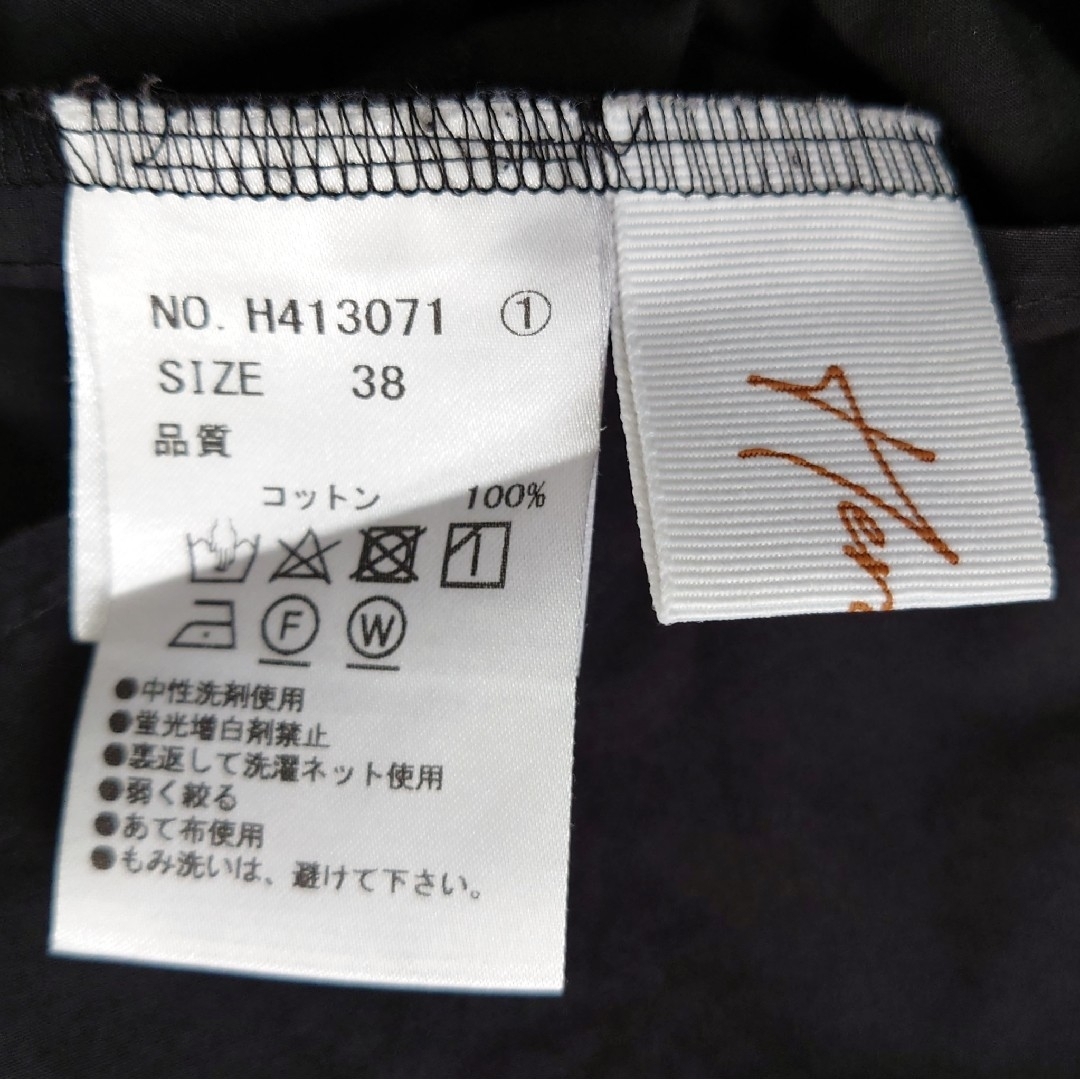 NO. H413071 ①
SIZE 38
品質
コットン 100%
F W
●中性洗剤使用
●蛍光増白剤禁止
●裏返して洗濯ネット使用
●弱く絞る
●あて布使用
●もみ洗いは、避けて下さい。